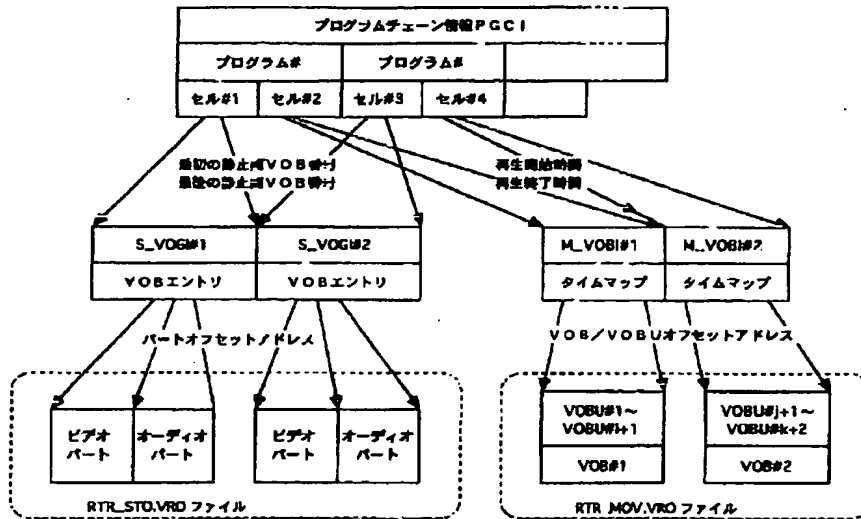 プログラムチェーン情報PGCI
プログラム#
プログラム#
セル#1
セル#2
セル#3
セル#4
最初の静止画VOB番号
最後の静止画VOB番号
再生開始時間
再生終了時間
S_VOGI#1
S_VOGI#2
M_VOBI#1
M_VOBI#2
VOBエントリ
VOBエントリ
タイムマップ
タイムマップ
パートオフセットアドレス
VOB/VOBUオフセットアドレス
ビデオ
パート
オーディオ
パート
ビデオ
パート
オーディオ
パート
VOBU#1~
VOBU#i+1
VOBU#j+1~
VOBU#k+2
VOB#1
VOB#2
RTR_STO.VRO ファイル
RTR_MOV.VRO ファイル